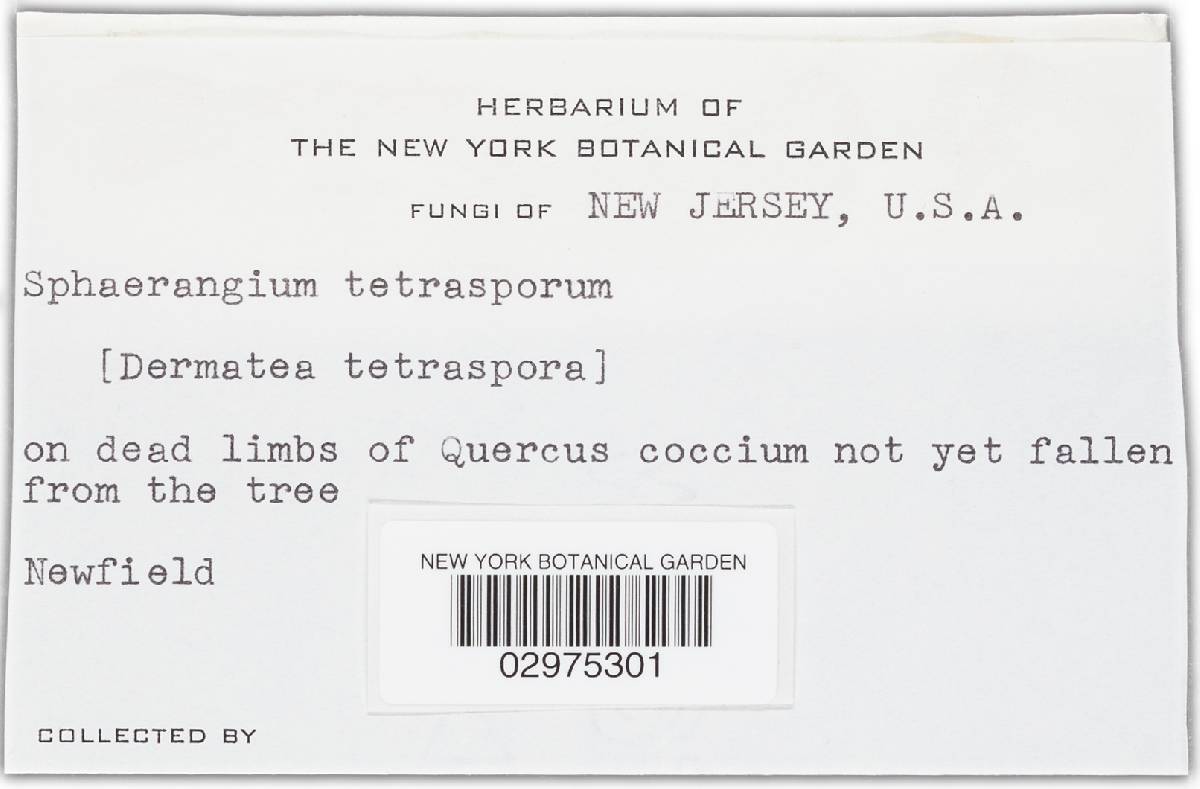 HERBARIUM OF
THE NEW YORK BOTANICAL GARDEN
FUNGI OF NEW JERSEY, U.S.A.
Sphaerangium tetrasporum
[Dermatea tetraspora]
on dead limbs of Quercus coccium not yet fallen
from the tree
Newfield
NEW YORK BOTANICAL GARDEN
02975301
COLLECTED BY